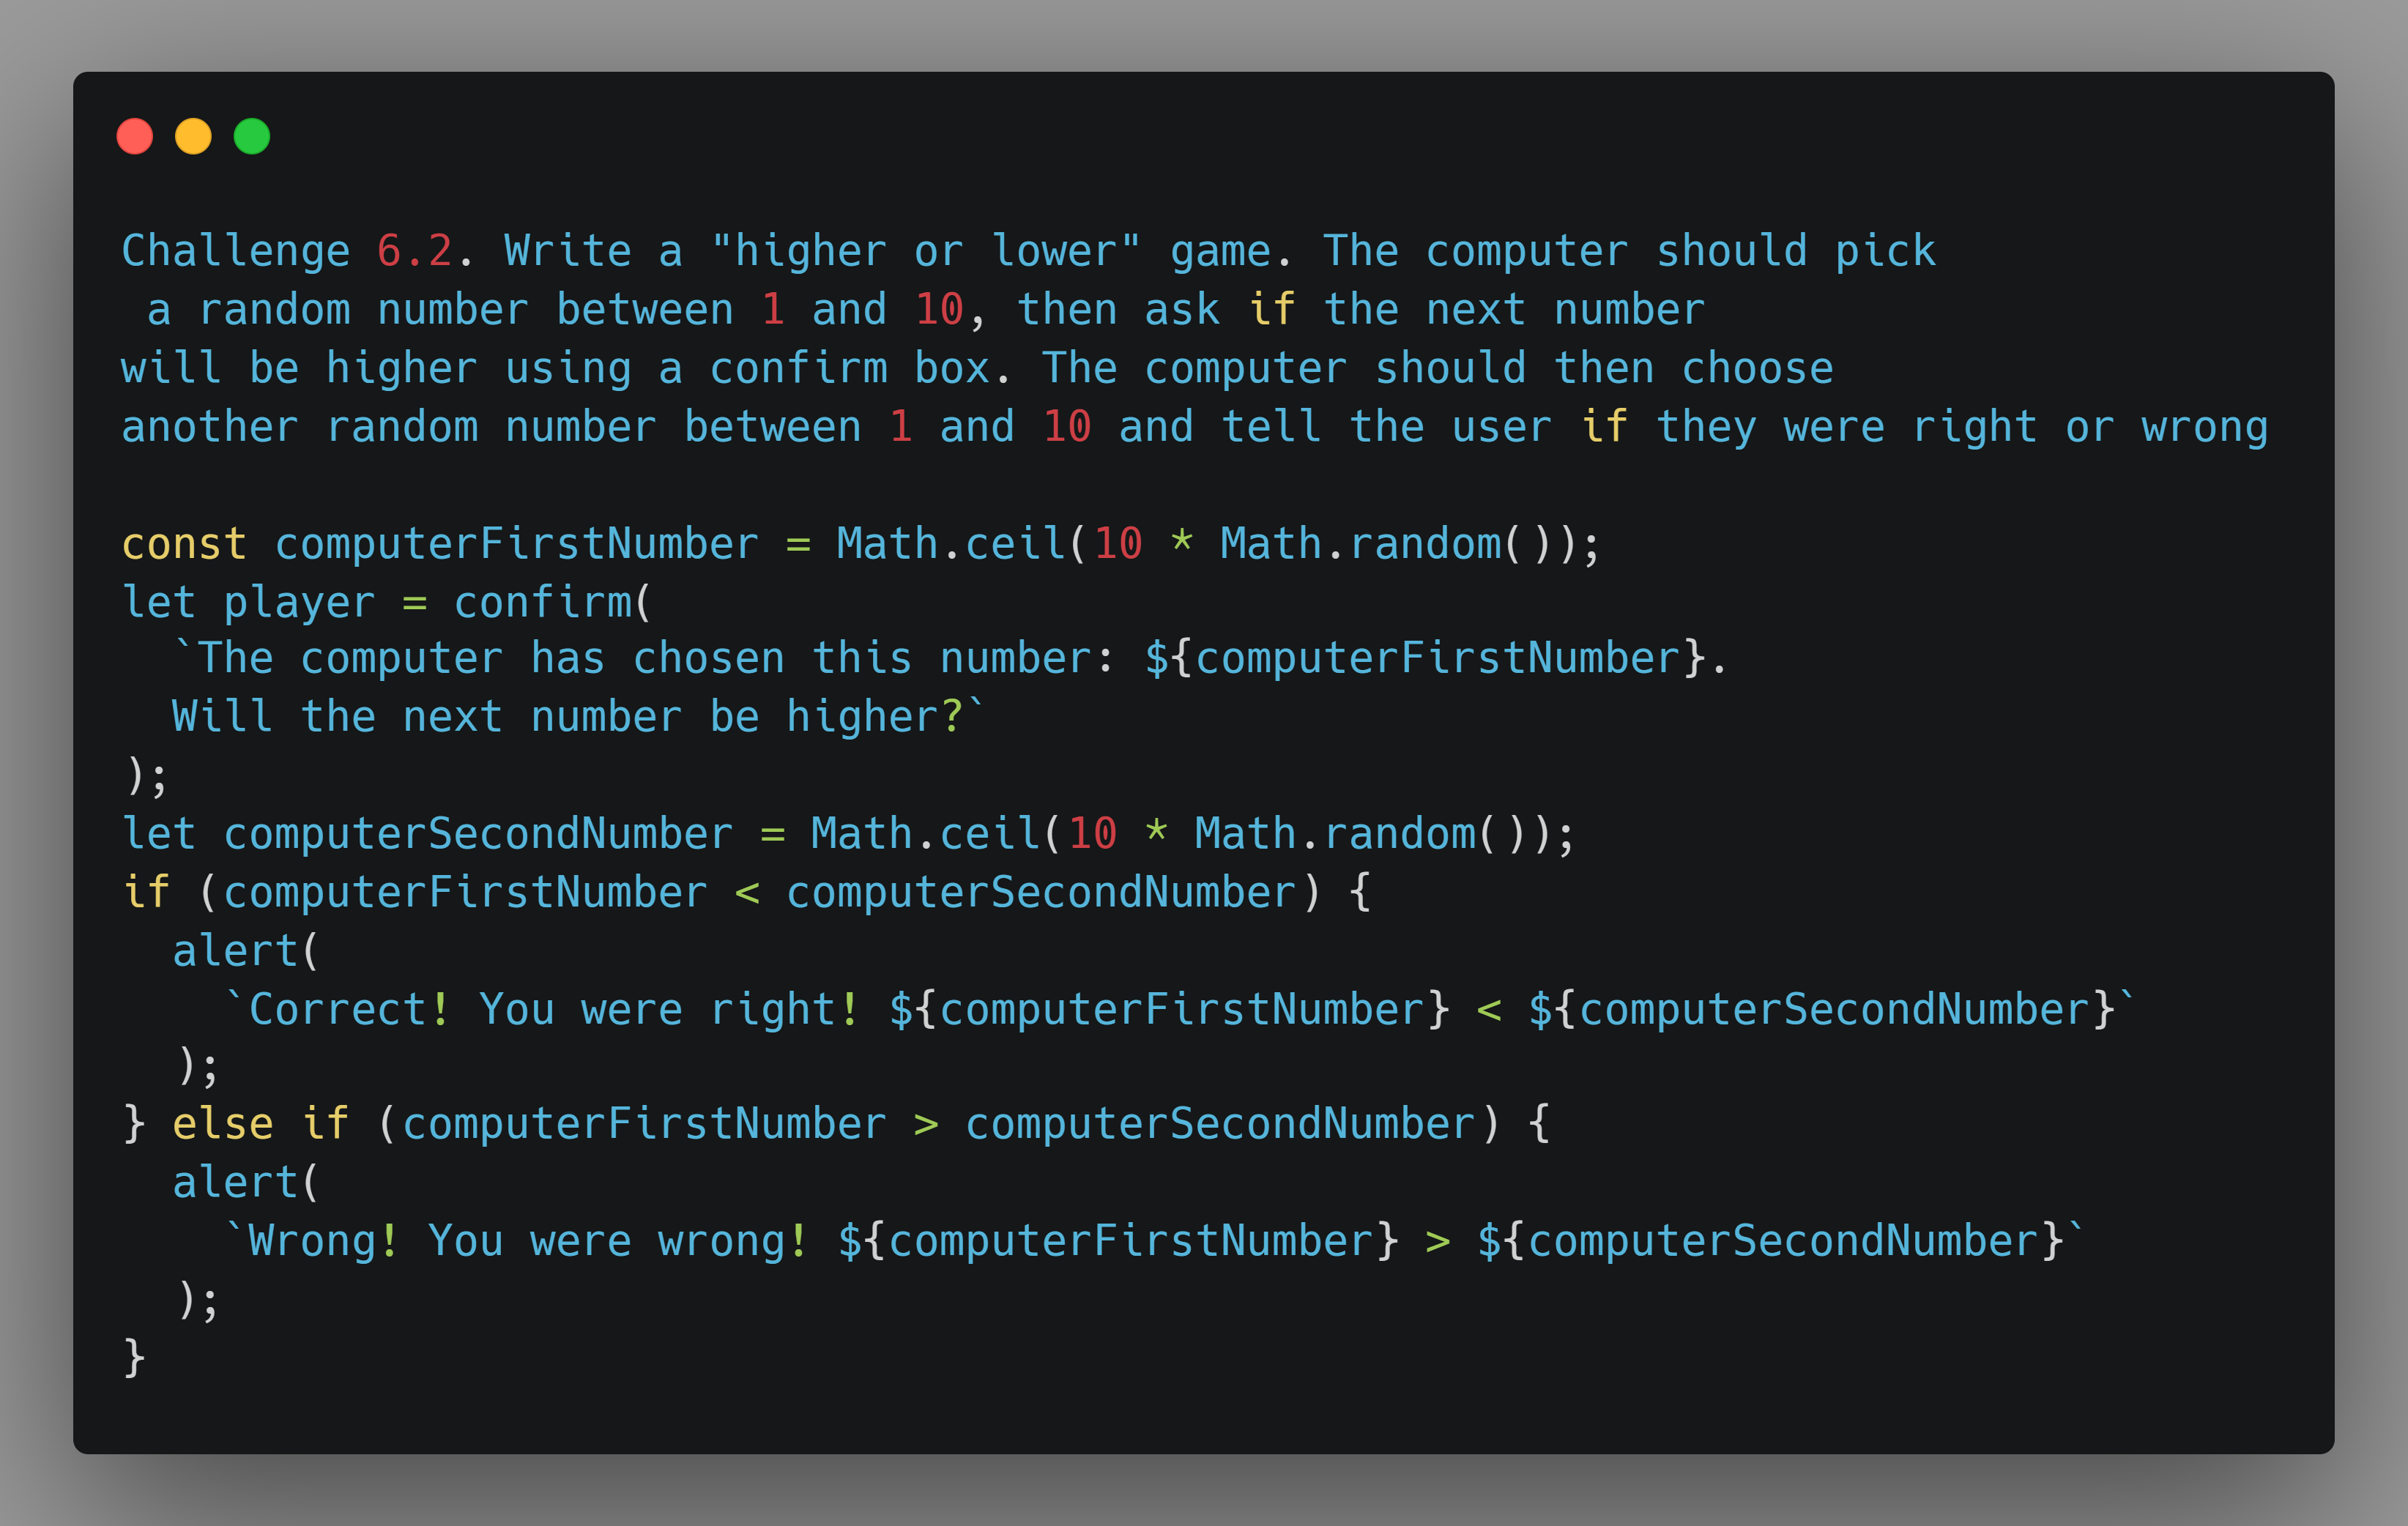 Challenge 6.2. Write a "higher or lower" game. The computer should pick
 a random number between 1 and 10, then ask if the next number
will be higher using a confirm box. The computer should then choose
another random number between 1 and 10 and tell the user if they were right or wrong

const computerFirstNumber = Math.ceil(10 * Math.random());
let player = confirm(
  `The computer has chosen this number: ${computerFirstNumber}.
  Will the next number be higher?`
);
let computerSecondNumber = Math.ceil(10 * Math.random());
if (computerFirstNumber < computerSecondNumber) {
  alert(
    `Correct! You were right! ${computerFirstNumber} < ${computerSecondNumber}`
  );
} else if (computerFirstNumber > computerSecondNumber) {
  alert(
    `Wrong! You were wrong! ${computerFirstNumber} > ${computerSecondNumber}`
  );
}